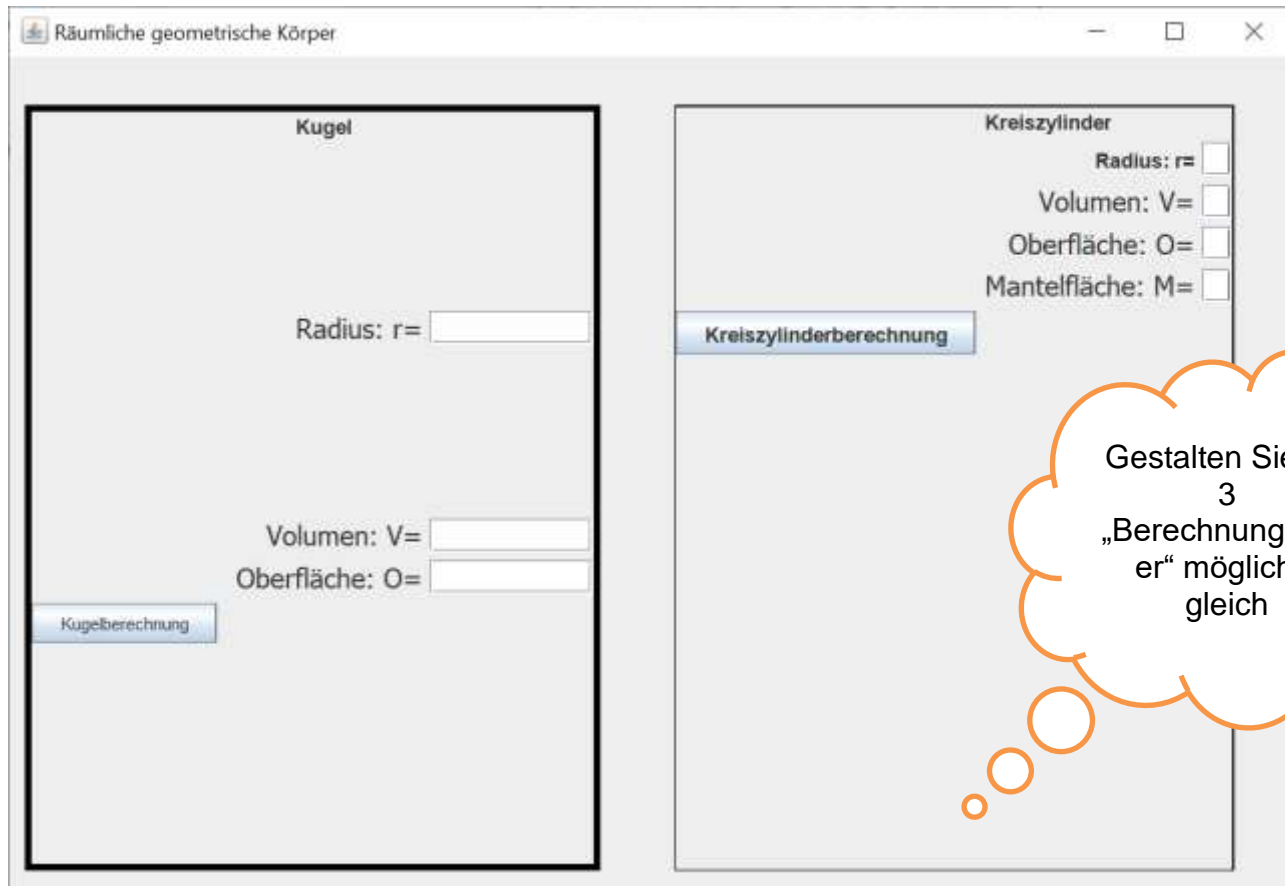 Räumliche geometrische Körper
Kugel
Radius: r=
Volumen: V=
Oberfläche: O=
Kugelberechnung
Kreiszylinder
Radius: r=
Volumen: V=
Oberfläche: O=
Mantelfläche: M=
Kreiszylinderberechnung
Gestalten Sie
3
„Berechnung
er“ möglich
gleich